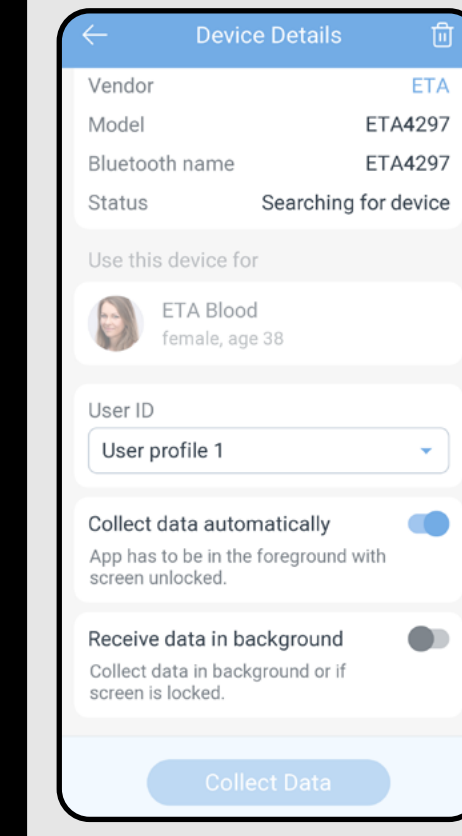 Device Details
Vendor ETA
Model ETA4297
Bluetooth name ETA4297
Status Searching for device
Use this device for
ETA Blood
female, age 38
User ID
User profile 1
Collect data automatically
App has to be in the foreground with
screen unlocked.
Receive data in background
Collect data in background or if
screen is locked.
Collect Data